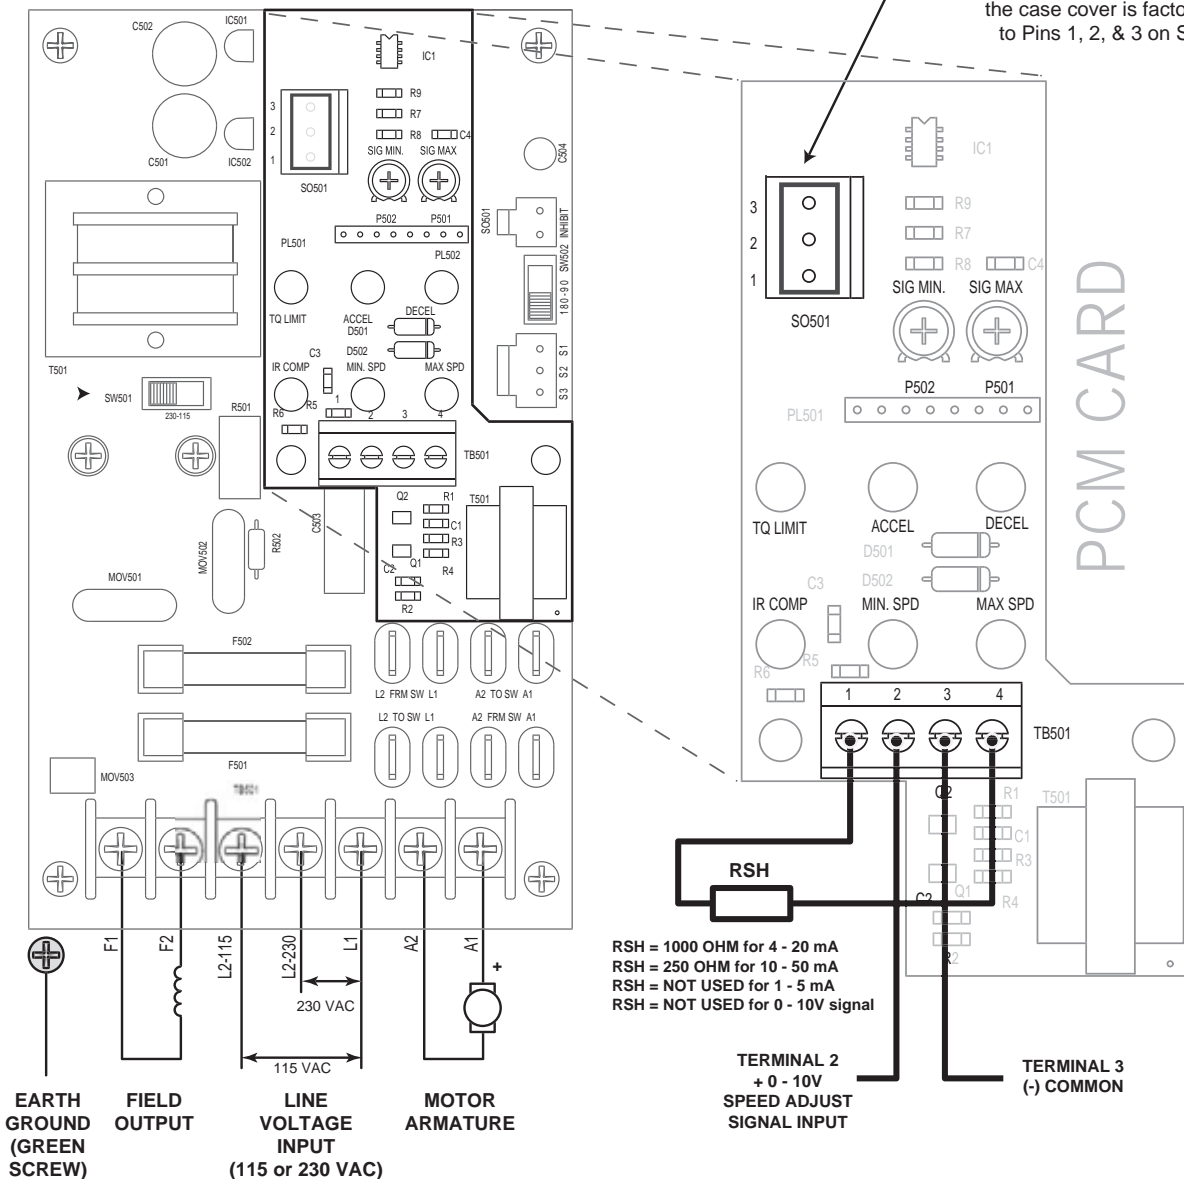 the case cover is facto
to Pins 1, 2, & 3 on S
C502
IC501
C501
IC502
IC1
R9
R7
R8
C4
3
2
1
SO501
SIG MIN.
SIG MAX
P502
P501
PL501
PL502
TQ LIMIT
ACCEL
DECEL
D501
D502
C3
IR COMP
MIN. SPD
MAX SPD
R6
R5
1
2
3
4
TB501
C504
SO501
INHIBIT
SW502
180-90
S1
S2
S3
T501
SW501
230-115
R501
MOV502
R502
C503
MOV501
Q2
R1
C1
R3
Q1
R4
C2
R2
T501
F502
L2 FRM SW L1
A2 TO SW A1
L2 TO SW L1
A2 FRM SW A1
F501
MOV503
TB501
F1
F2
L2-115
L2-230
L1
A2
A1
+
230 VAC
115 VAC
EARTH
GROUND
(GREEN
SCREW)
FIELD
OUTPUT
LINE
VOLTAGE
INPUT
(115 or 230 VAC)
MOTOR
ARMATURE
IC1
3
2
1
SO501
R9
R7
R8
C4
SIG MIN.
SIG MAX
P502
P501
PL501
PCM CARD
TQ LIMIT
ACCEL
DECEL
D501
D502
C3
IR COMP
MIN. SPD
MAX SPD
R6
R5
1
2
3
4
TB501
Q2
R1
C1
R3
Q1
R4
C2
R2
T501
RSH
RSH = 1000 OHM for 4 - 20 mA
RSH = 250 OHM for 10 - 50 mA
RSH = NOT USED for 1 - 5 mA
RSH = NOT USED for 0 - 10V signal
TERMINAL 2
+ 0 - 10V
SPEED ADJUST
SIGNAL INPUT
TERMINAL 3
(-) COMMON